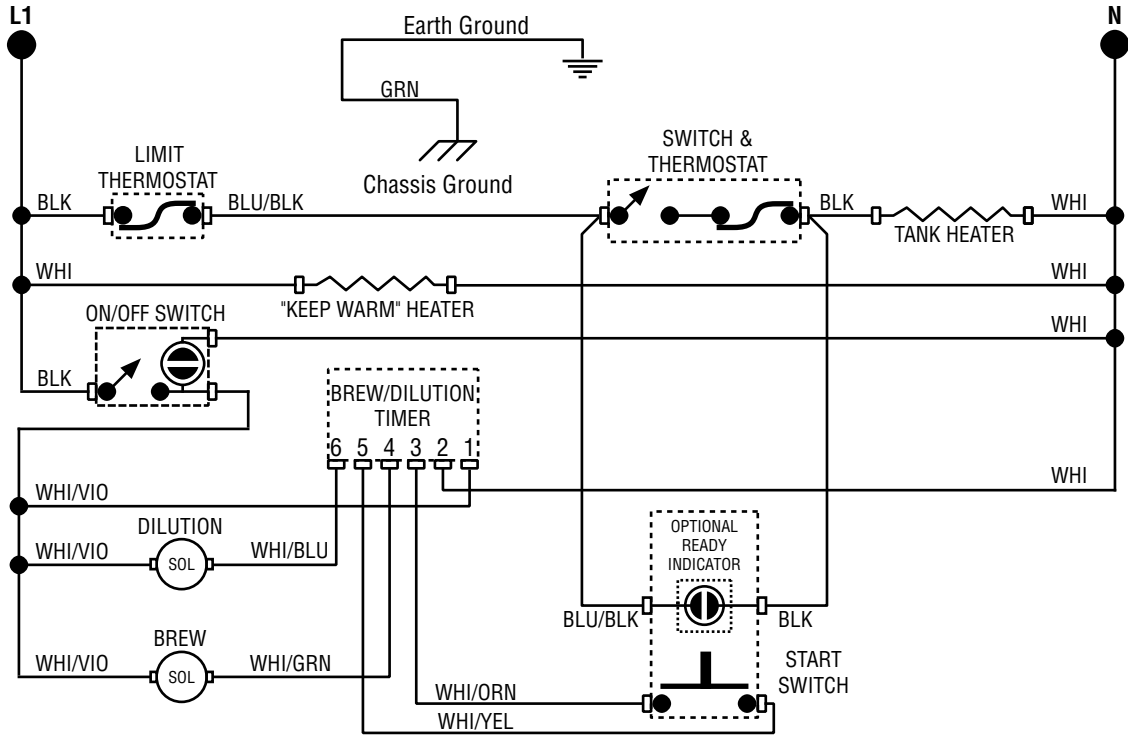 L1
N
Earth Ground
GRN
Chassis Ground
LIMIT
THERMOSTAT
SWITCH &
THERMOSTAT
BLK
BLU/BLK
BLK
WHI
TANK HEATER
WHI
WHI
"KEEP WARM" HEATER
ON/OFF SWITCH
WHI
BLK
BREW/DILUTION
TIMER
6 5 4 3 2 1
WHI
WHI/VIO
DILUTION
WHI/VIO
SOL
WHI/BLU
OPTIONAL
READY
INDICATOR
BLU/BLK
BLK
BREW
WHI/VIO
SOL
WHI/GRN
START
SWITCH
WHI/ORN
WHI/YEL